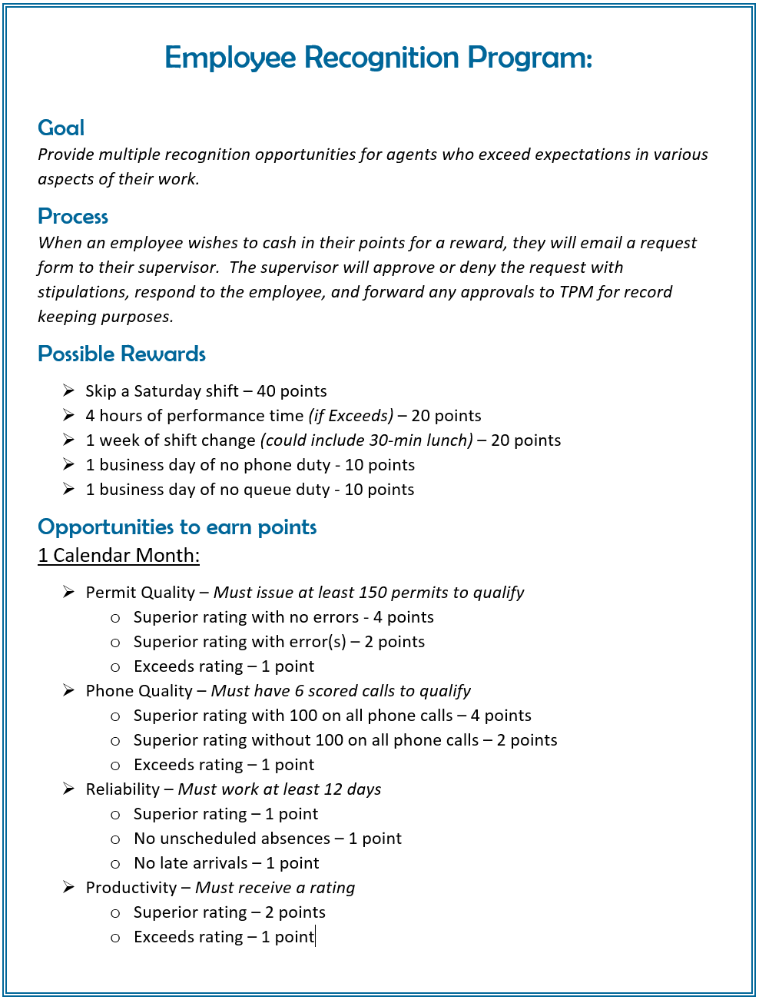 Employee Recognition Program:
Goal
Provide multiple recognition opportunities for agents who exceed expectations in various
aspects of their work.
Process
When an employee wishes to cash in their points for a reward, they will email a request
form to their supervisor.  The supervisor will approve or deny the request with
stipulations, respond to the employee, and forward any approvals to TPM for record
keeping purposes.
Possible Rewards
➢ Skip a Saturday shift – 40 points
➢ 4 hours of performance time (if Exceeds) – 20 points
➢ 1 week of shift change (could include 30-min lunch) – 20 points
➢ 1 business day of no phone duty - 10 points
➢ 1 business day of no queue duty - 10 points
Opportunities to earn points
1 Calendar Month:
➢ Permit Quality – Must issue at least 150 permits to qualify
o Superior rating with no errors - 4 points
o Superior rating with error(s) – 2 points
o Exceeds rating – 1 point
➢ Phone Quality – Must have 6 scored calls to qualify
o Superior rating with 100 on all phone calls – 4 points
o Superior rating without 100 on all phone calls – 2 points
o Exceeds rating – 1 point
➢ Reliability – Must work at least 12 days
o Superior rating – 1 point
o No unscheduled absences – 1 point
o No late arrivals – 1 point
➢ Productivity – Must receive a rating
o Superior rating – 2 points
o Exceeds rating – 1 point